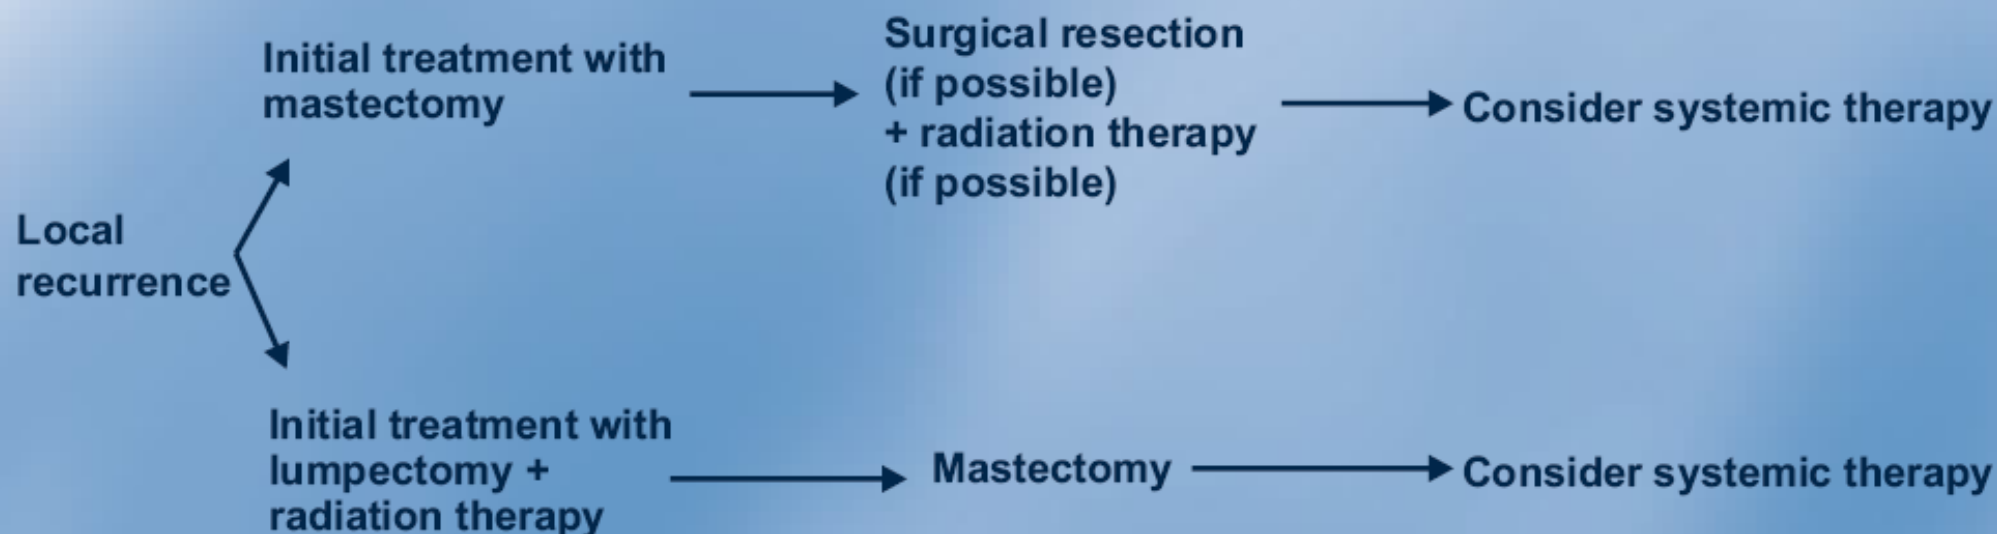 Local
recurrence
Initial treatment with
mastectomy
Surgical resection
(if possible)
+ radiation therapy
(if possible)
Consider systemic therapy
Initial treatment with
lumpectomy +
radiation therapy
Mastectomy
Consider systemic therapy